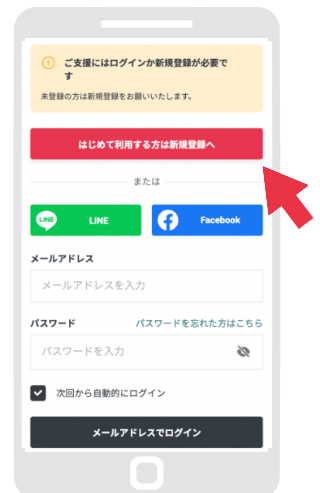 ご支援にはログインか新規登録が必要で
す
未登録の方は新規登録をお願いいたします。
はじめて利用する方は新規登録へ
または
LINE LINE Facebook
メールアドレス
メールアドレスを入力
パスワード パスワードを忘れた方はこちら
パスワードを入力
次回から自動的にログイン
メールアドレスでログイン